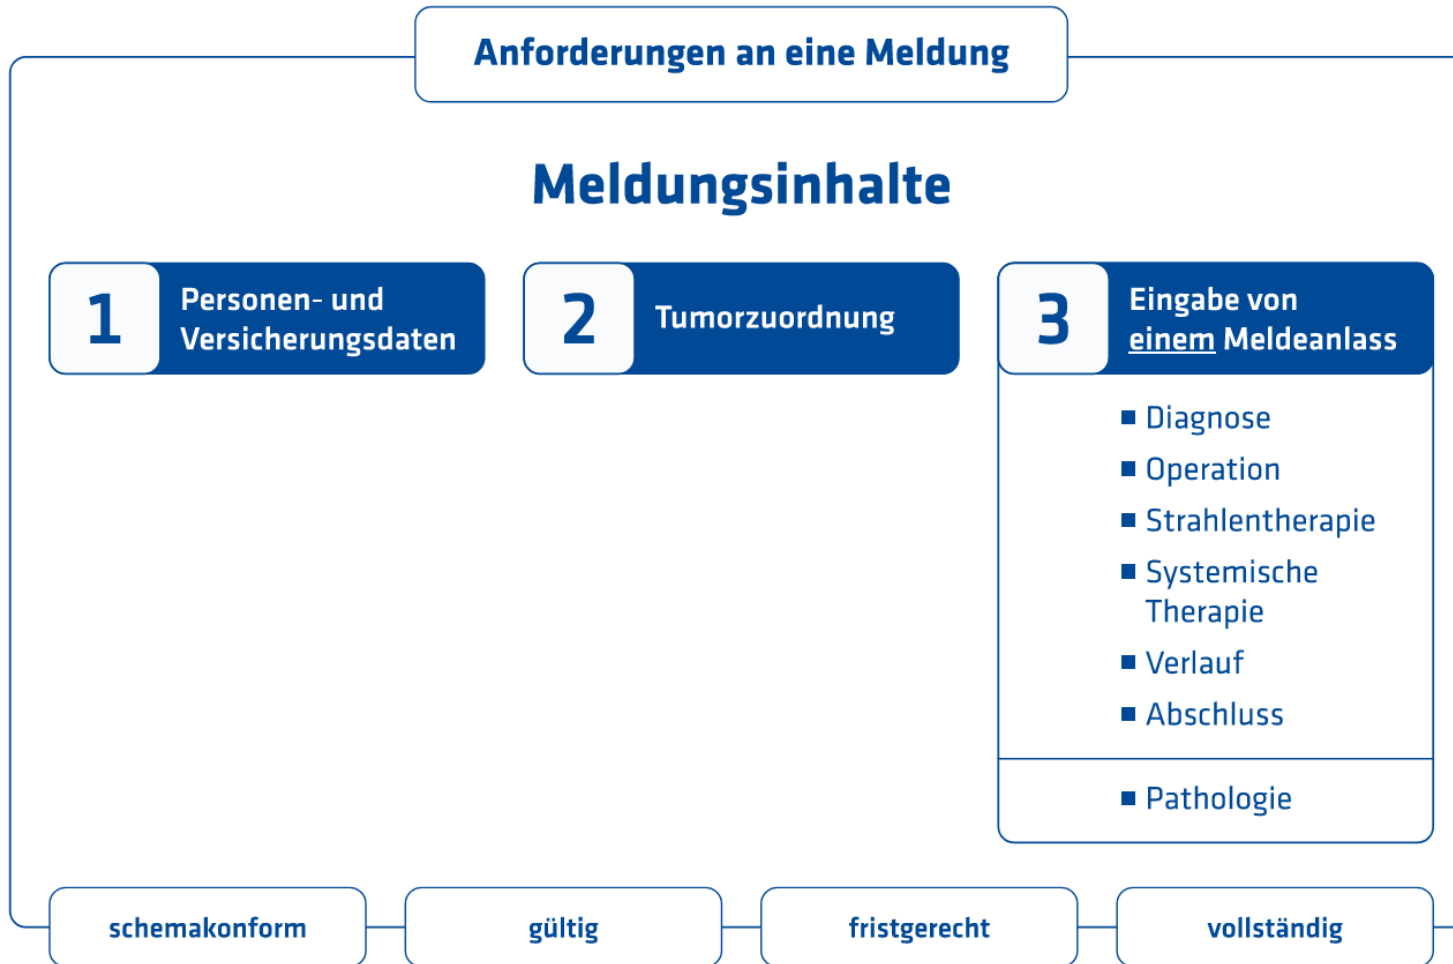 Anforderungen an eine Meldung
Meldungsinhalte
1
Personen- und
Versicherungsdaten
2
Tumorzuordnung
3
Eingabe von
einem Meldeanlass
Diagnose
Operation
Strahlentherapie
Systemische
Therapie
Verlauf
Abschluss
Pathologie
schemakonform
gültig
fristgerecht
vollständig